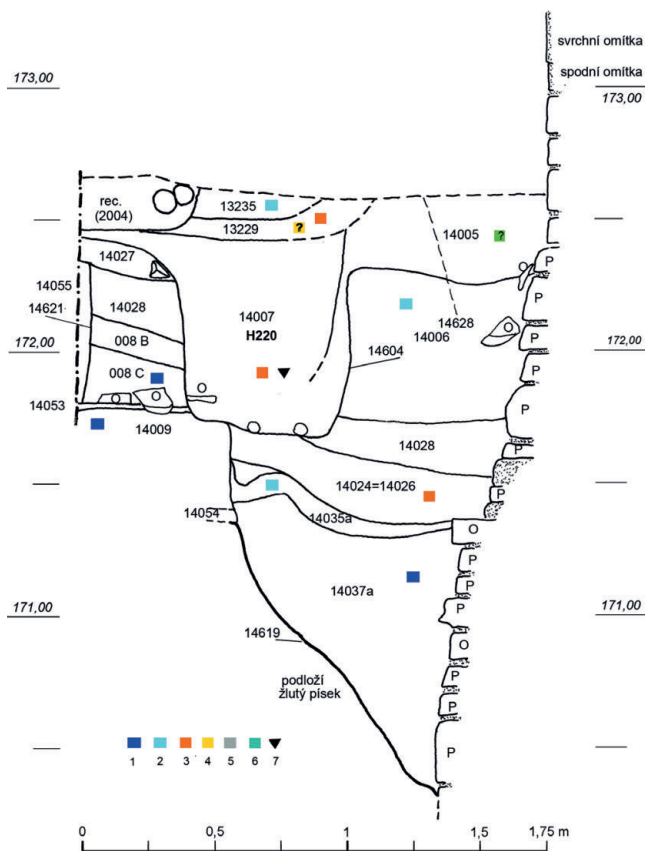 svrchní omítka
spodní omítka
173,00
173,00
rec.
(2004)
13235
13229
?
14005
?
14027
14055
14621
14028
14007
H220
14628
14006
008 B
14604
172,00
172,00
008 C
14053
14009
14028
14024=14026
14054
14035a
14037a
171,00
171,00
14619
podloží
žlutý písek
O
O
O
O
O
O
O
P
P
P
P
P
P
P
P
P
P
P
P
1 2 3 4 5 6 7
0 0,5 1 1,5 1,75 m